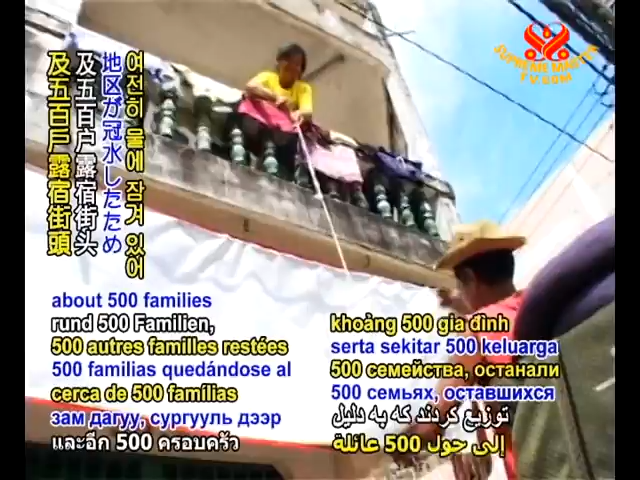 SUPREME MASTER
TV.COM
及五百戶露宿街頭
及五百户露宿街头
地区が冠水したため
여전히 물에 잠겨 있어
about 500 families
rund 500 Familien,
500 autres familles restées
500 familias quedándose al
cerca de 500 famílias
зам дагуу, сургууль дээр
และอีก 500 ครอบครัว
khoảng 500 gia đình
serta sekitar 500 keluarga
500 семейства, останали
500 семьях, оставшихся
توزیع کردند که به دلیل
إلى حول 500 عائلة